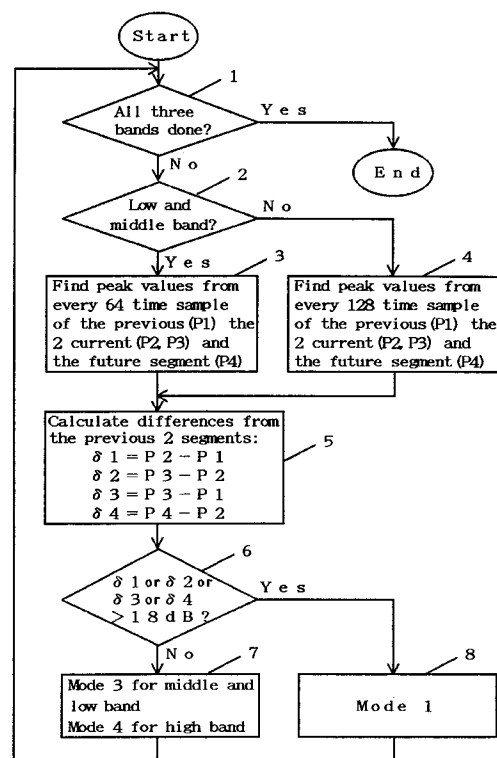 Start
1
All three
bands done?
Yes
End
No
2
Low and
middle band?
No
Yes
3
4
Find peak values from
every 64 time sample
of the previous(P1) the
2 current(P2, P3) and
the future segment(P4)
Find peak values from
every 128 time sample
of the previous(P1) the
2 current(P2, P3) and
the future segment(P4)
Calculate differences from
the previous 2 segments:
δ1=P2-P1
δ2=P3-P2
δ3=P3-P1
δ4=P4-P2
5
6
δ1 or δ2 or
δ3 or δ4
>18dB?
Yes
No
7
8
Mode 3 for middle and
low band
Mode 4 for high band
Mode 1